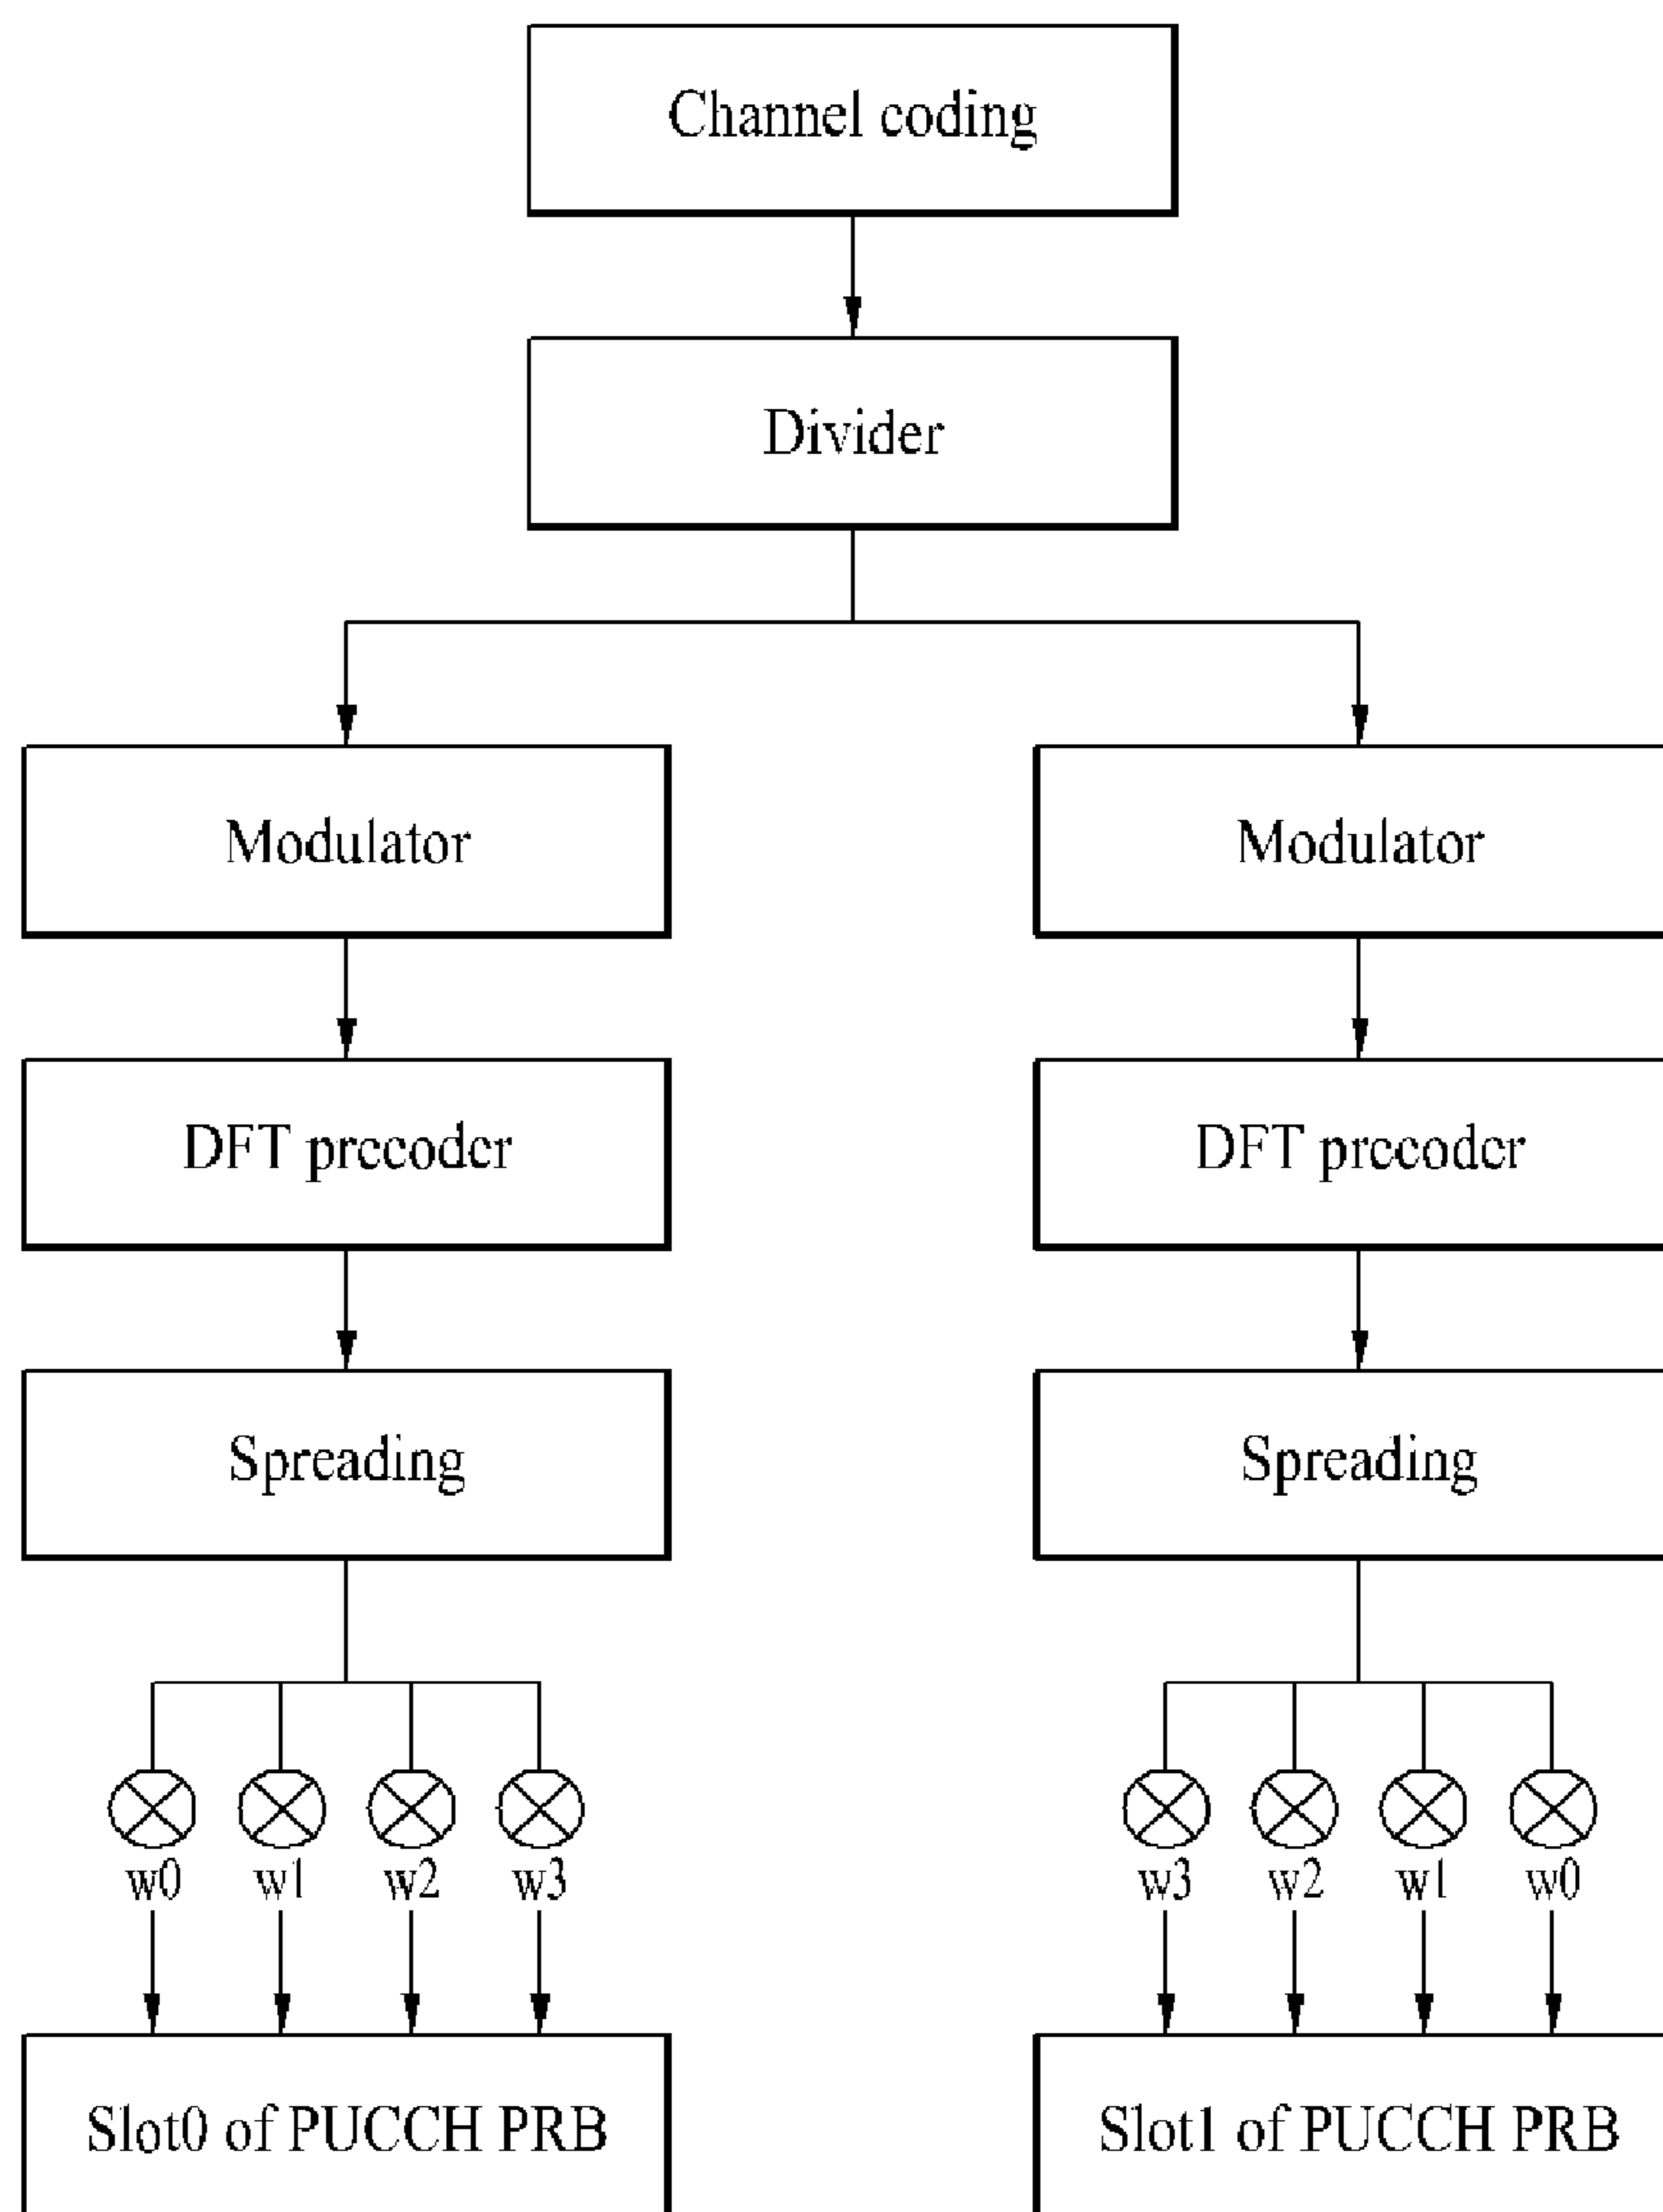 Channel coding
Divider
Modulator
Modulator
DFT precoder
DFT precoder
Spreading
Spreading
w0 w1 w2 w3
w3 w2 w1 w0
Slot0 of PUCCH PRB
Slot1 of PUCCH PRB